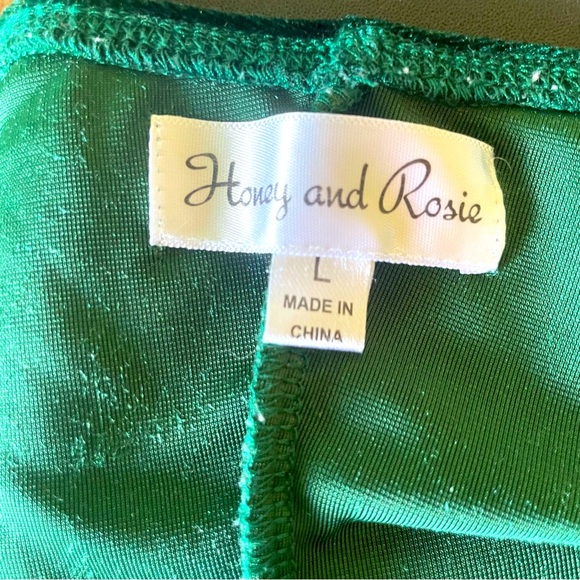 Honey and Rosie
L
MADE IN
CHINA